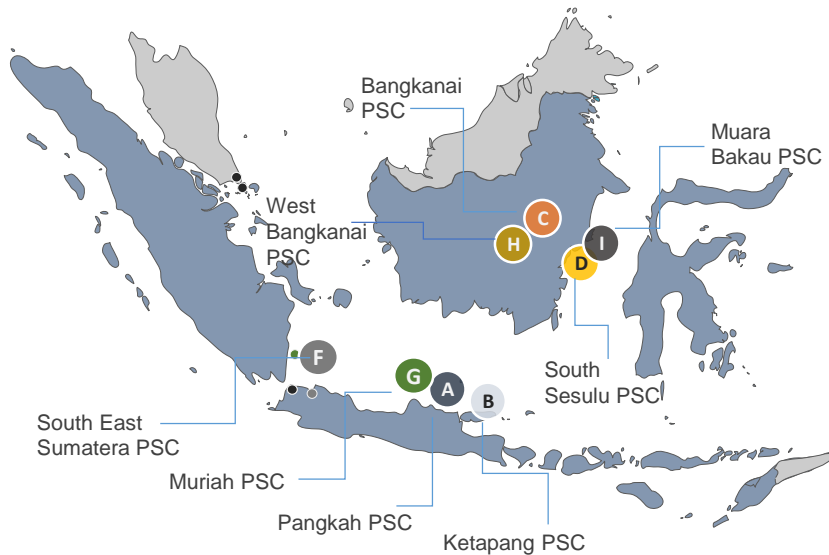 Bangkanai
PSC
Muara
Bakau PSC
West
Bangkanai
PSC
C
H
I
D
F
G
A
B
South
Sesulu PSC
South East
Sumatera PSC
Muriah PSC
Pangkah PSC
Ketapang PSC